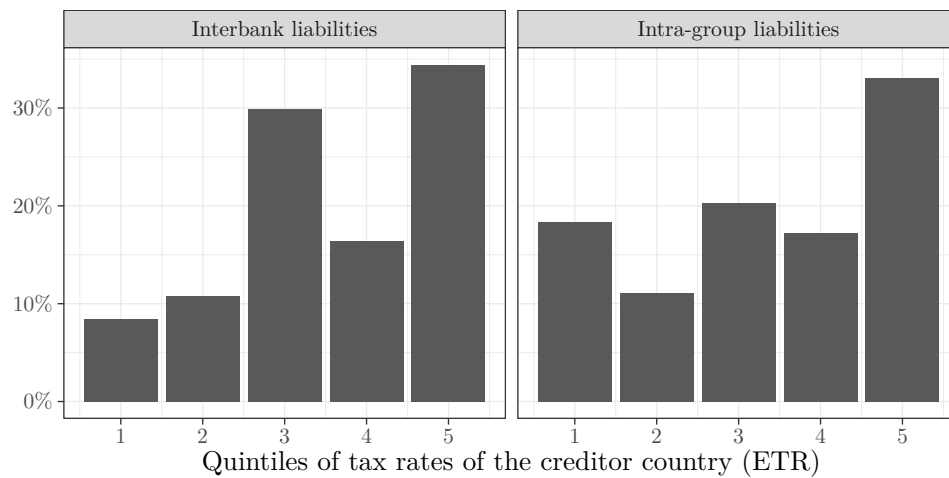 Interbank liabilities
Intra-group liabilities
30%
20%
10%
0%
1 2 3 4 5
1 2 3 4 5
Quintiles of tax rates of the creditor country (ETR)